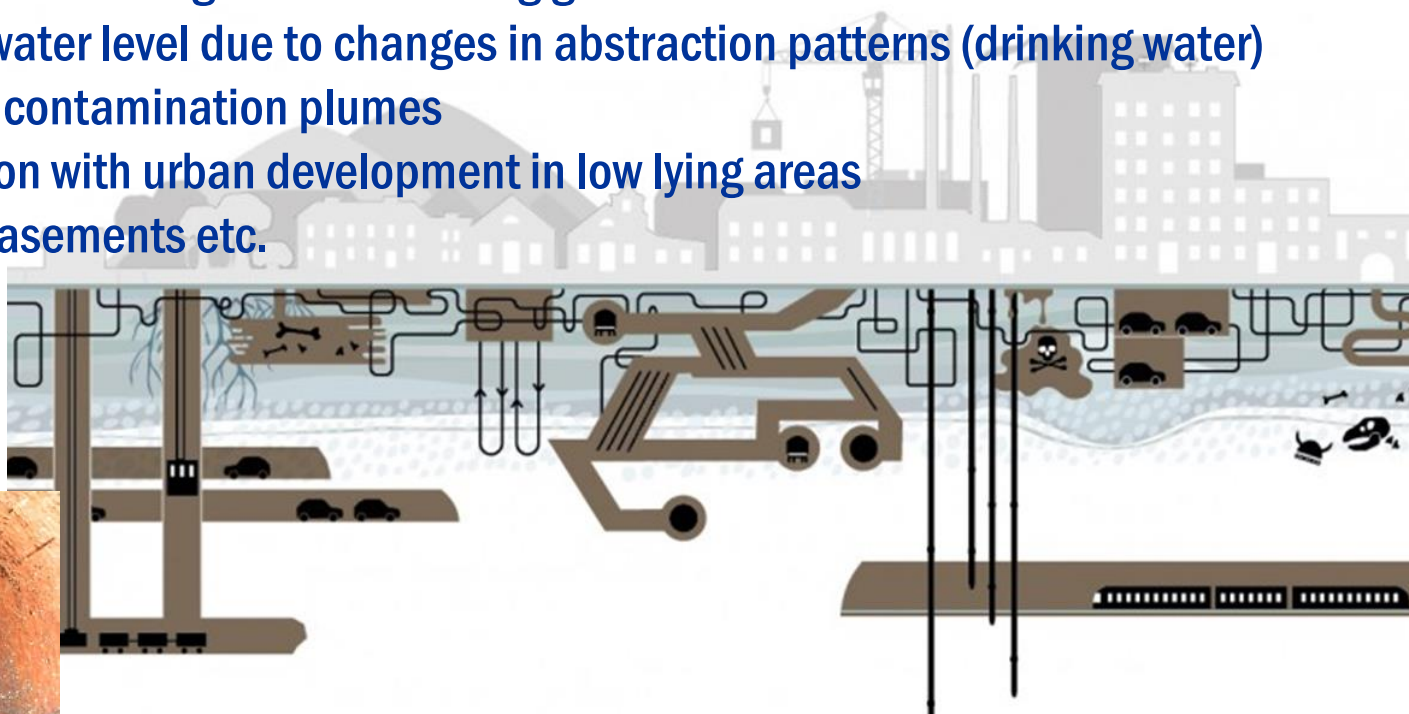 water level due to changes in abstraction patterns (drinking water)
contamination plumes
on with urban development in low lying areas
asements etc.